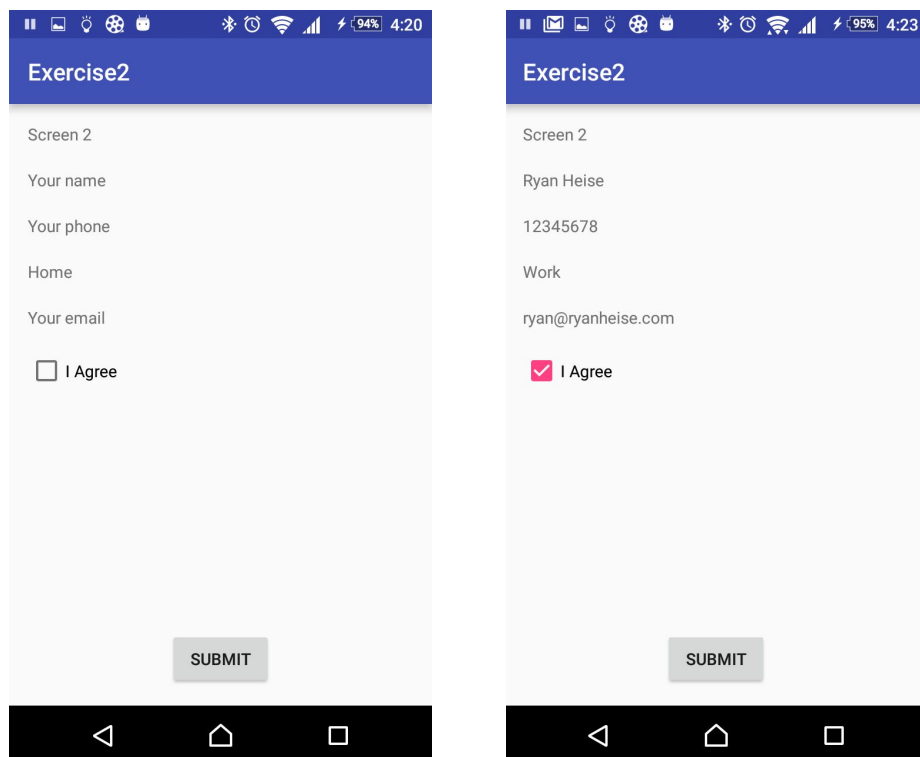 94% 4:20
Exercise2
Screen 2
Your name
Your phone
Home
Your email
I Agree
SUBMIT
95% 4:23
Exercise2
Screen 2
Ryan Heise
12345678
Work
ryan@ryanheise.com
I Agree
SUBMIT